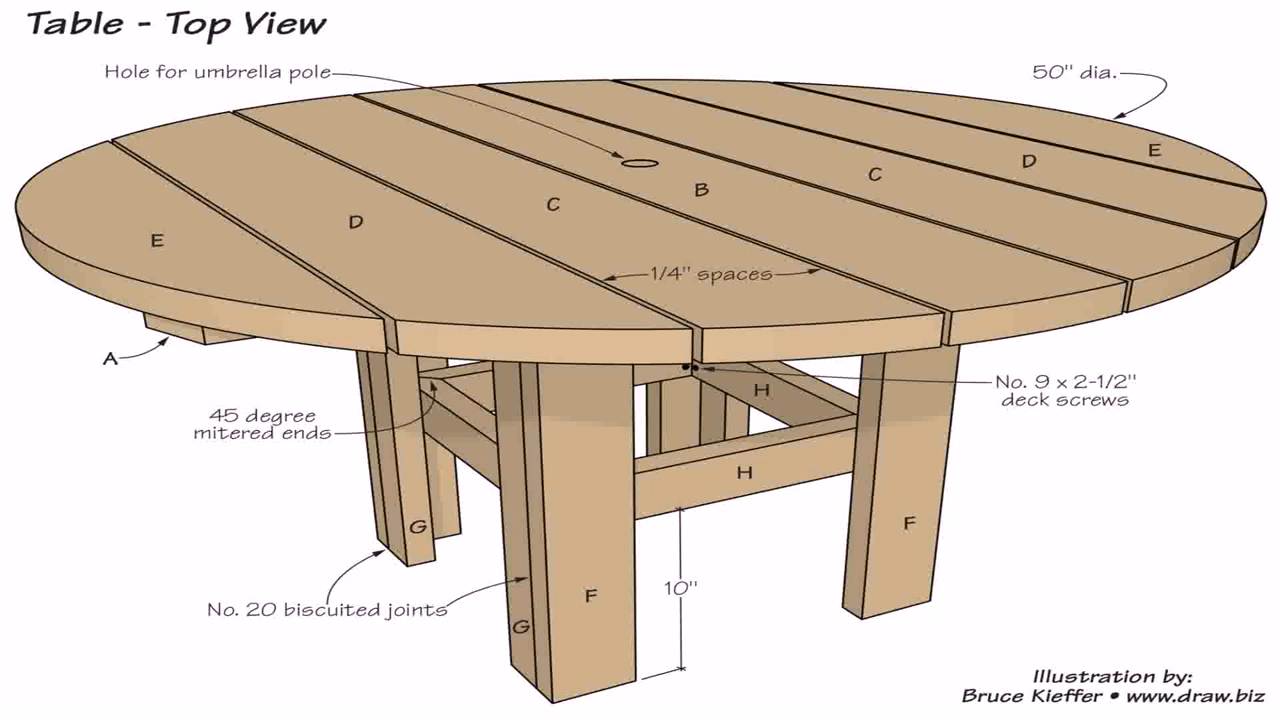 Table - Top View
Hole for umbrella pole
50" dia.
E
D
C
B
C
D
E
1/4" spaces
A
No. 9 x 2-1/2"
deck screws
H
45 degree
mitered ends
H
G
F
No. 20 biscuited joints
10"
F
G
Illustration by:
Bruce Kieffer • www.draw.biz